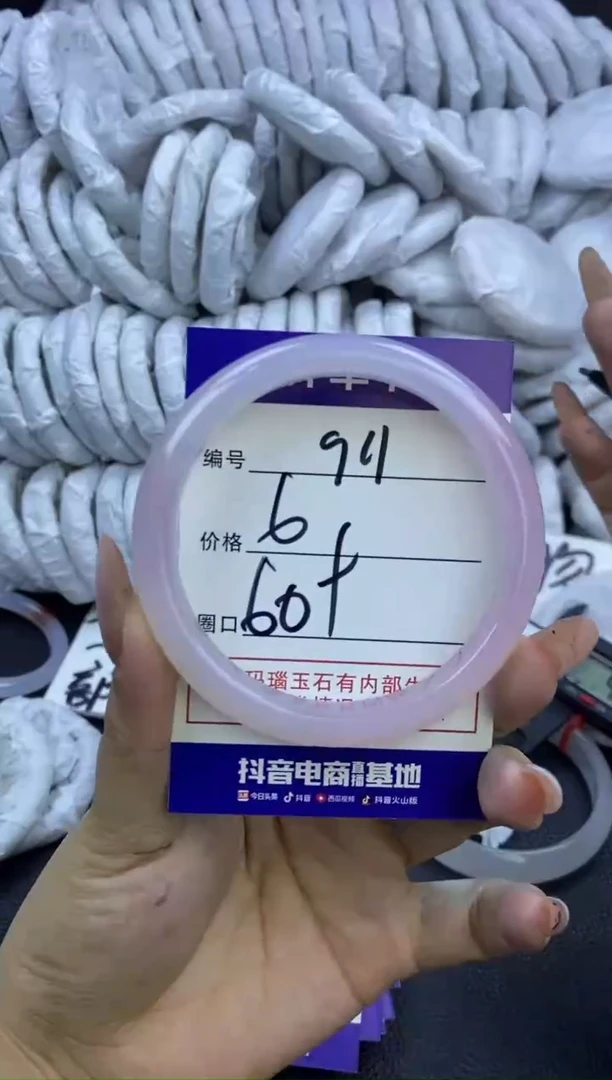 编号 911
价格 6
圈口 60+
玛瑙玉石有内部生
抖音电商直播基地
今日头条 抖音 西瓜视频 抖音火山版